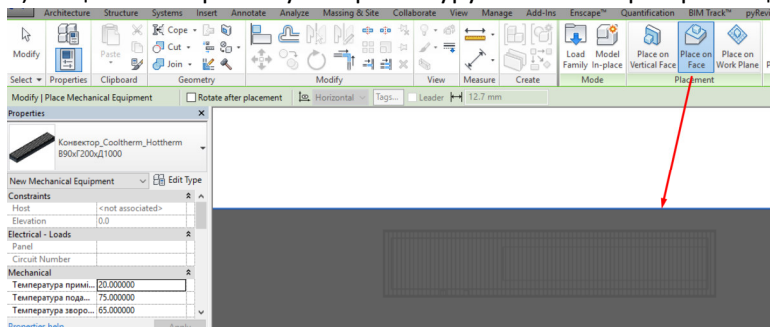 Architecture Structure Systems Insert Annotate Analyze Massing & Site Collaborate View Manage Add-Ins Enscape™ Quantification BIM Track™
Modify
Paste
Cope
Cut
Join
Load Family
Model In-place
Place on Vertical Face
Place on Face
Place on Work Plane
Select Properties Clipboard Geometry Modify View Measure Create Mode Placement
Modify | Place Mechanical Equipment Rotate after placement Horizontal Tags... Leader 12.7 mm
Properties
Конвектор_Cooltherm_Hottherm
В90хГ200хД1000
New Mechanical Equipment Edit Type
Constraints
Host <not associated>
Elevation 0.0
Electrical - Loads
Panel
Circuit Number
Mechanical
Температура примі... 20.000000
Температура пода... 75.000000
Температура зворо... 65.000000
Properties help Apply